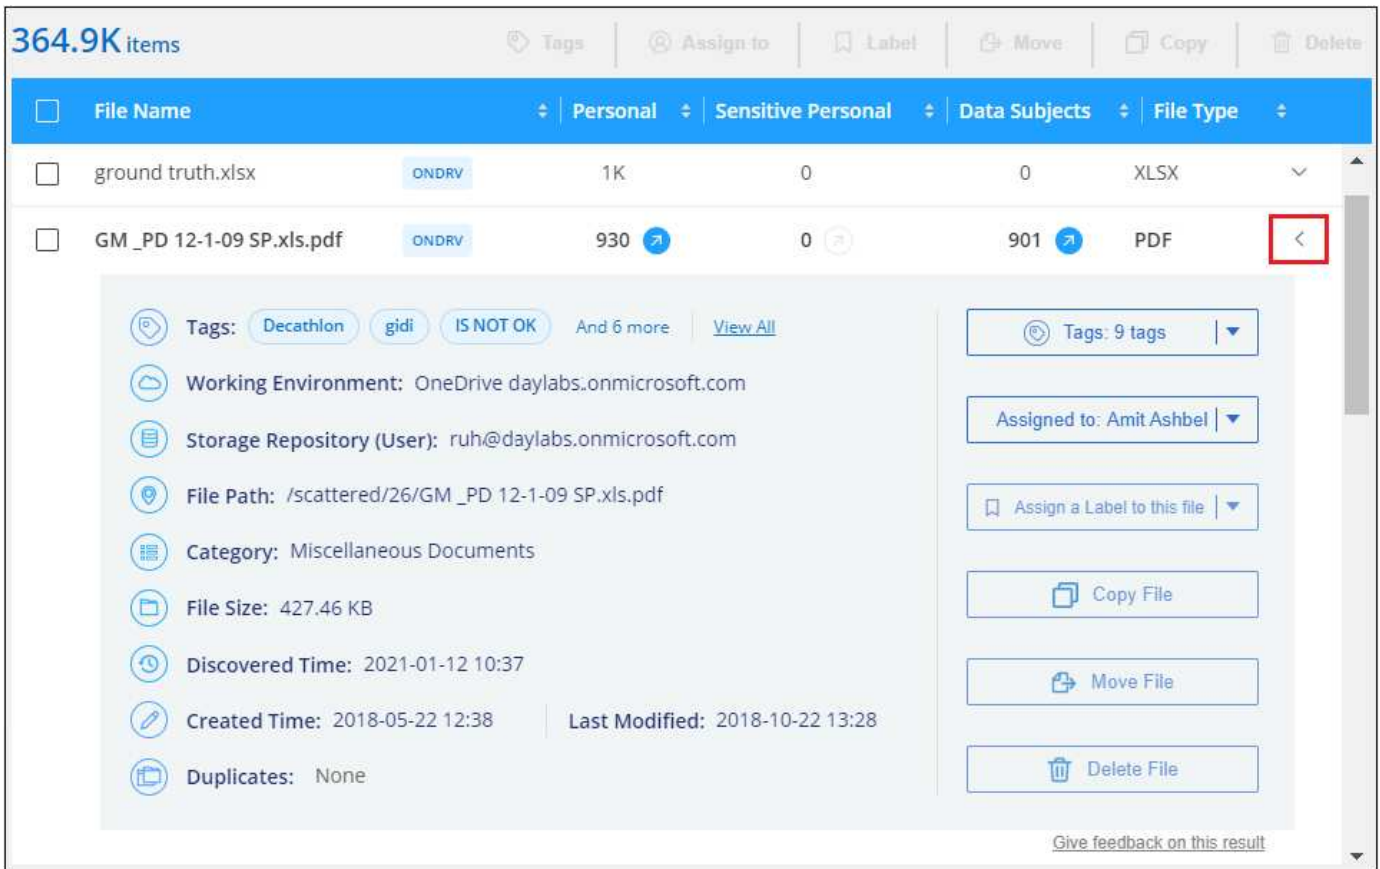 364.9K items Tags Assign to Label Move Copy Delete
File Name Personal Sensitive Personal Data Subjects File Type
ground truth.xlsx ONDRV 1K 0 0 XLSX
GM _PD 12-1-09 SP.xls.pdf ONDRV 930 0 901 PDF
Tags: Decathlon gidi IS NOT OK And 6 more View All
Working Environment: OneDrive daylabs.onmicrosoft.com
Storage Repository (User): ruh@daylabs.onmicrosoft.com
File Path: /scattered/26/GM _PD 12-1-09 SP.xls.pdf
Category: Miscellaneous Documents
File Size: 427.46 KB
Discovered Time: 2021-01-12 10:37
Created Time: 2018-05-22 12:38 Last Modified: 2018-10-22 13:28
Duplicates: None
Tags: 9 tags
Assigned to: Amit Ashbel
Assign a Label to this file
Copy File
Move File
Delete File
Give feedback on this result